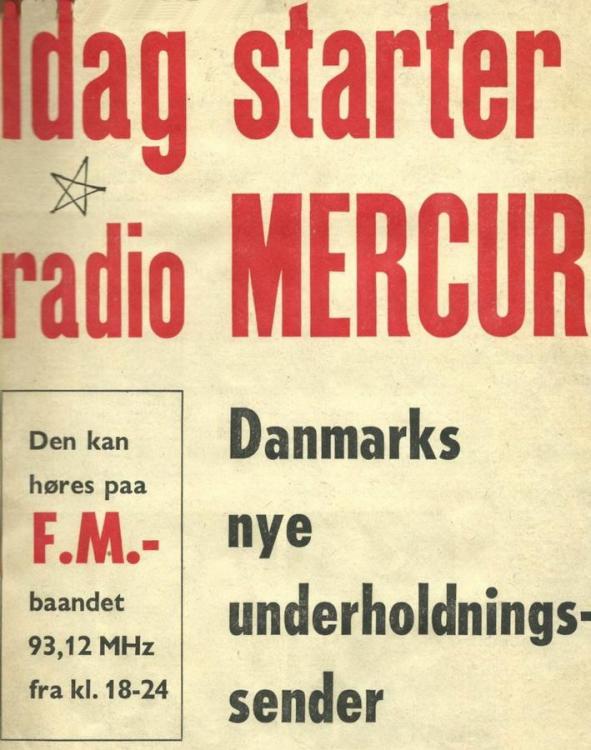 Idag starter
radio MERCUR
Den kan
høres paa
F.M.-
baandet
93,12 MHz
fra kl. 18-24
Danmarks
nye
underholdnings-
sender